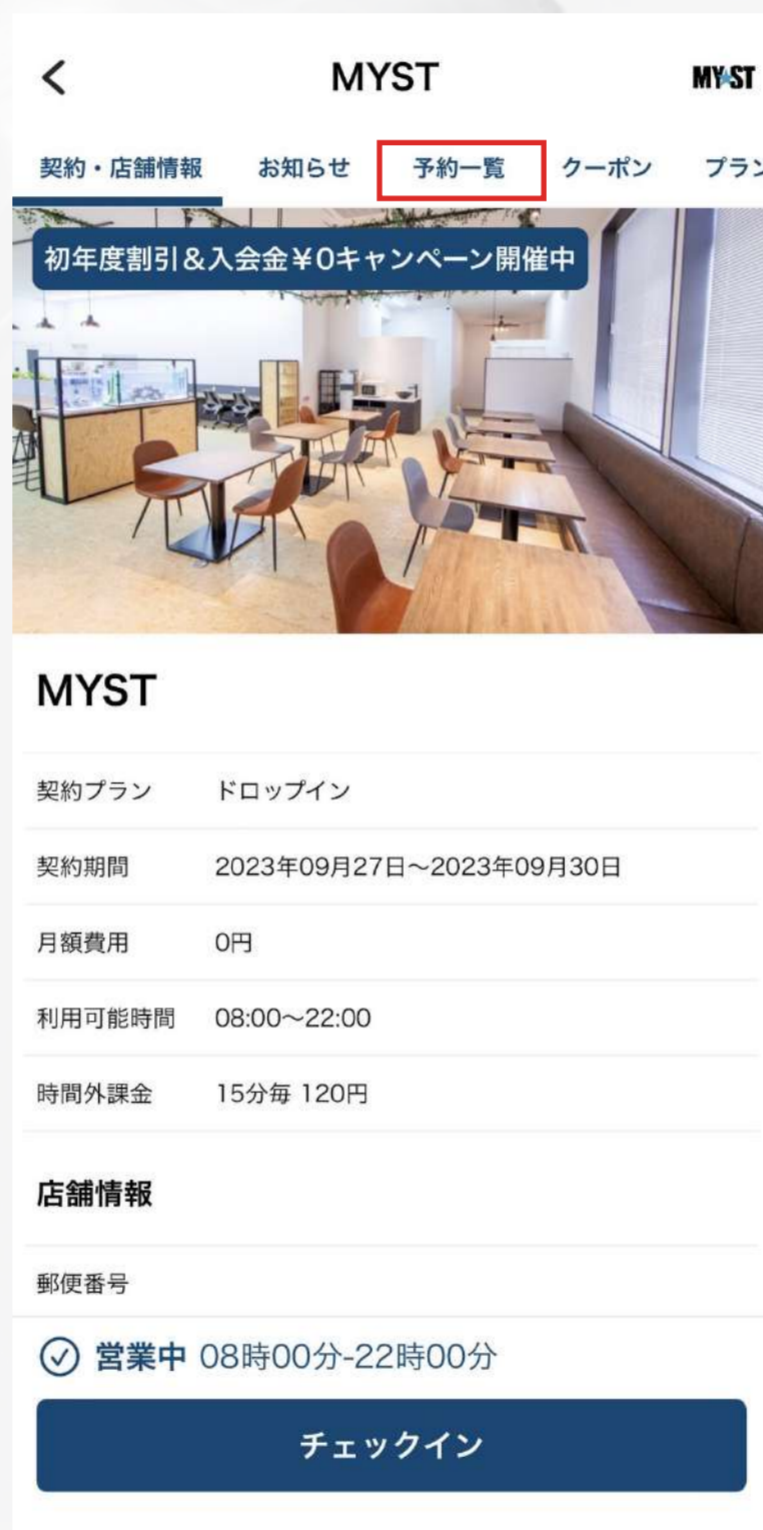 MYST
MY★ST
契約・店舗情報 お知らせ 予約一覧 クーポン プラン
初年度割引&入会金¥0キャンペーン開催中
MYST
契約プラン ドロップイン
契約期間 2023年09月27日〜2023年09月30日
月額費用 0円
利用可能時間 08:00〜22:00
時間外課金 15分毎 120円
店舗情報
郵便番号
営業中 08時00分-22時00分
チェックイン